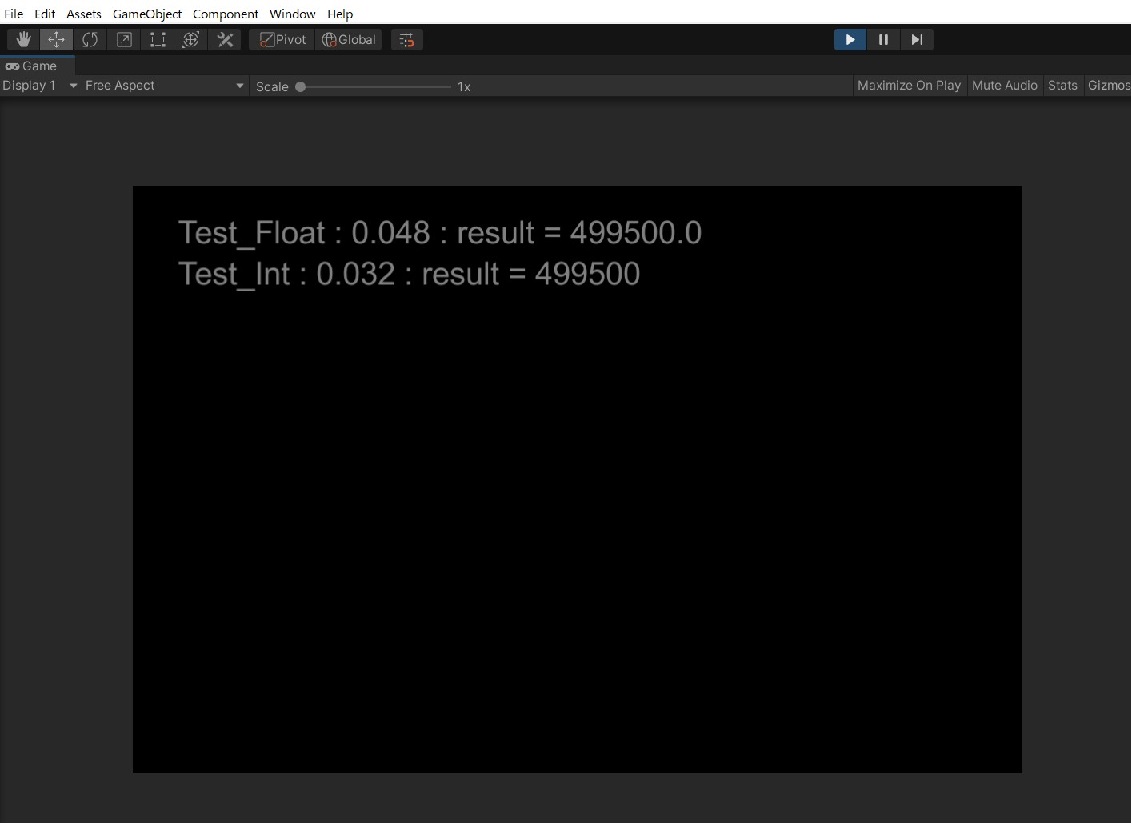 File Edit Assets GameObject Component Window Help
Pivot Global
Game
Display 1 Free Aspect Scale 1x Maximize On Play Mute Audio Stats Gizmos
Test_Float : 0.048 : result = 499500.0
Test_Int : 0.032 : result = 499500